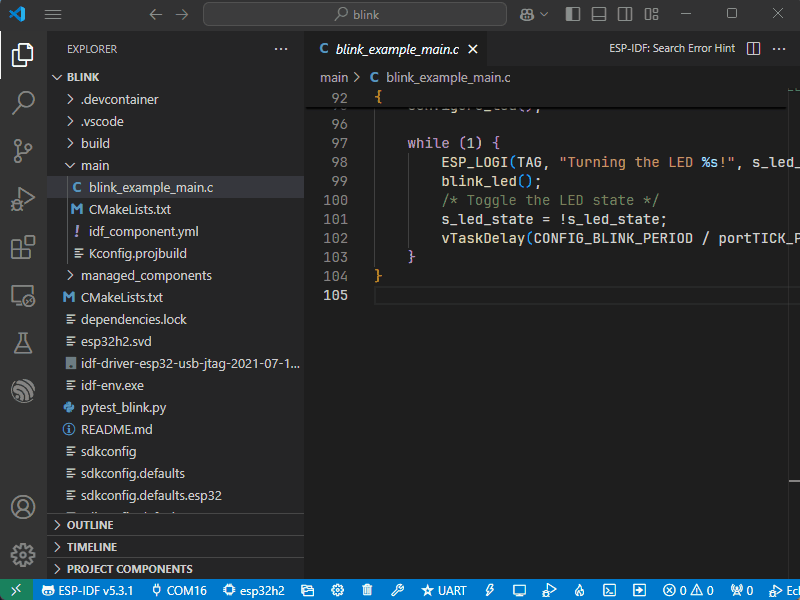 blink
EXPLORER
BLINK
.devcontainer
.vscode
build
main
C blink_example_main.c
M CMakeLists.txt
! idf_component.yml
Kconfig.projbuild
managed_components
M CMakeLists.txt
dependencies.lock
esp32h2.svd
idf-driver-esp32-usb-jtag-2021-07-1...
idf-env.exe
pytest_blink.py
README.md
sdkconfig
sdkconfig.defaults
sdkconfig.defaults.esp32
OUTLINE
TIMELINE
PROJECT COMPONENTS
C blink_example_main.c
ESP-IDF: Search Error Hint
main > C blink_example_main.c
92 {
96
97 while (1) {
98 ESP_LOGI(TAG, "Turning the LED %s!", s_led_
99 blink_led();
100 /* Toggle the LED state */
101 s_led_state = !s_led_state;
102 vTaskDelay(CONFIG_BLINK_PERIOD / portTICK_P
103 }
104 }
105
ESP-IDF v5.3.1 COM16 esp32h2 UART 0 0 0 Ecl